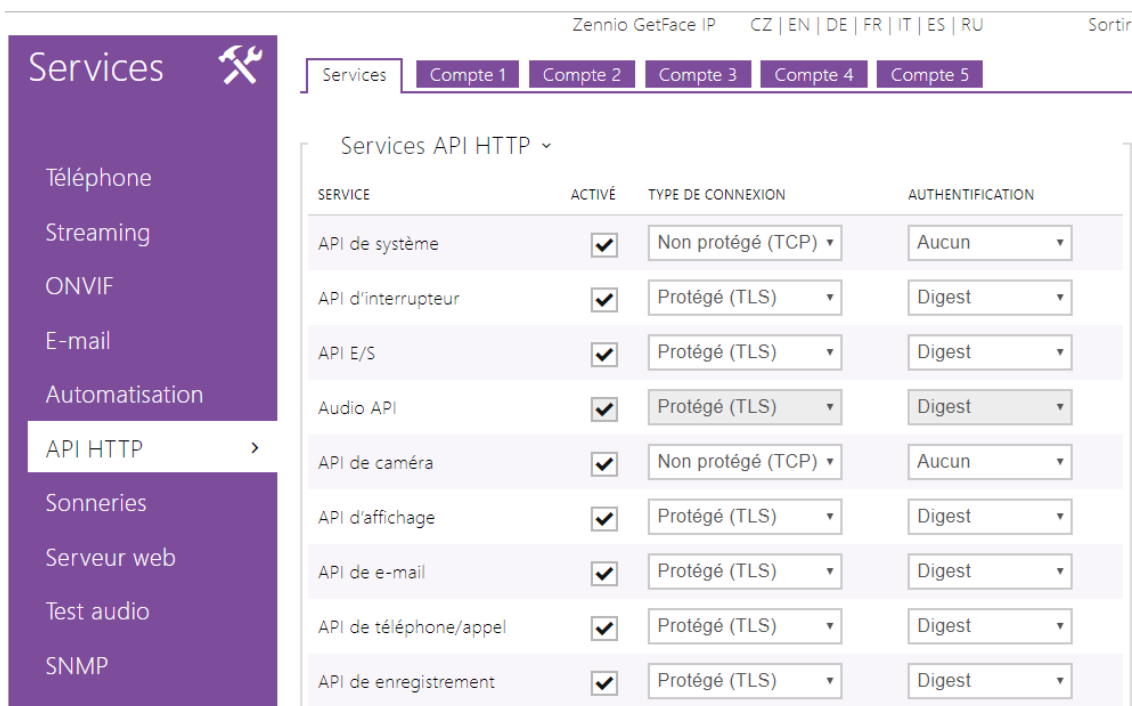 Zennio GetFace IP CZ | EN | DE | FR | IT | ES | RU Sortir
Services
Téléphone
Streaming
ONVIF
E-mail
Automatisation
API HTTP
Sonneries
Serveur web
Test audio
SNMP
Services Compte 1 Compte 2 Compte 3 Compte 4 Compte 5
Services API HTTP
SERVICE ACTIVÉ TYPE DE CONNEXION AUTHENTIFICATION
API de système Non protégé (TCP) Aucun
API d'interrupteur Protégé (TLS) Digest
API E/S Protégé (TLS) Digest
Audio API Protégé (TLS) Digest
API de caméra Non protégé (TCP) Aucun
API d'affichage Protégé (TLS) Digest
API de e-mail Protégé (TLS) Digest
API de téléphone/appel Protégé (TLS) Digest
API de enregistrement Protégé (TLS) Digest